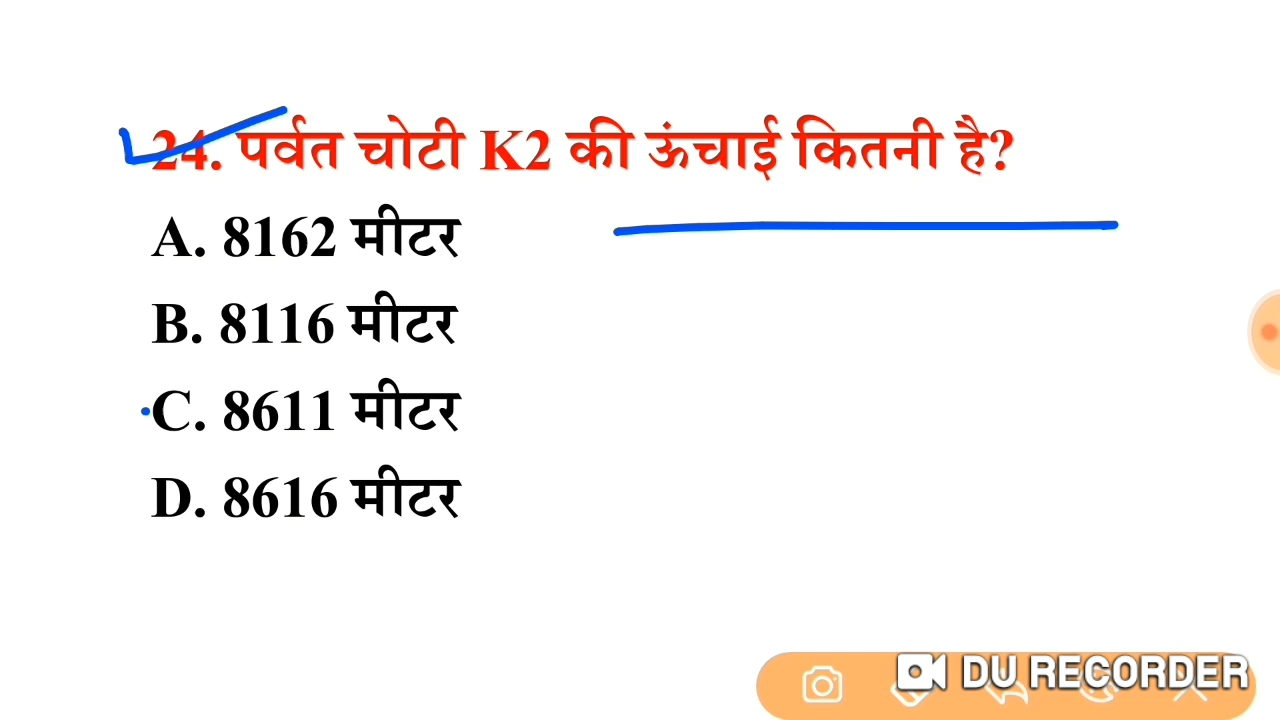 24. पर्वत चोटी K2 की ऊंचाई कितनी है?
A. 8162 मीटर
B. 8116 मीटर
C. 8611 मीटर
D. 8616 मीटर
DU RECORDER